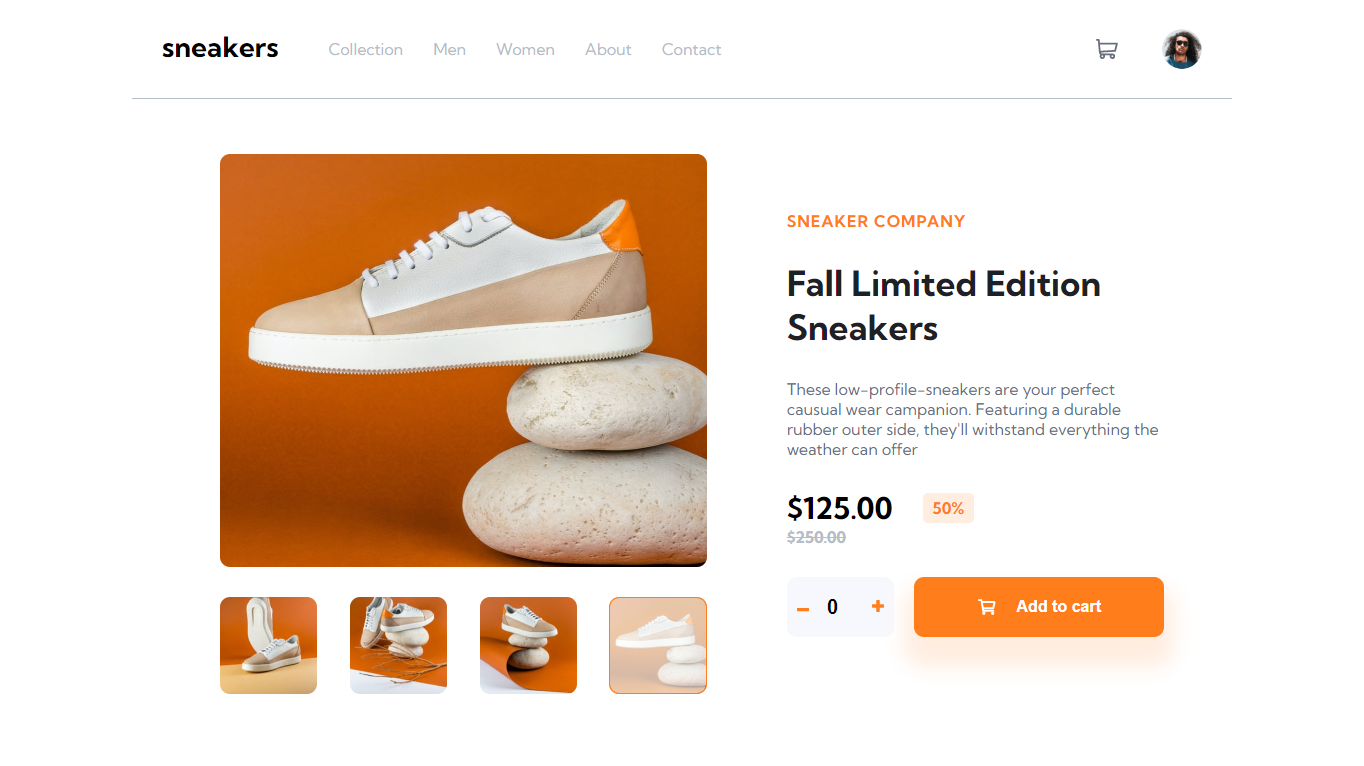 sneakers
Collection Men Women About Contact
SNEAKER COMPANY
Fall Limited Edition
Sneakers
These low-profile-sneakers are your perfect
causual wear campanion. Featuring a durable
rubber outer side, they'll withstand everything the
weather can offer
$125.00 50%
$250.00
– 0 + Add to cart